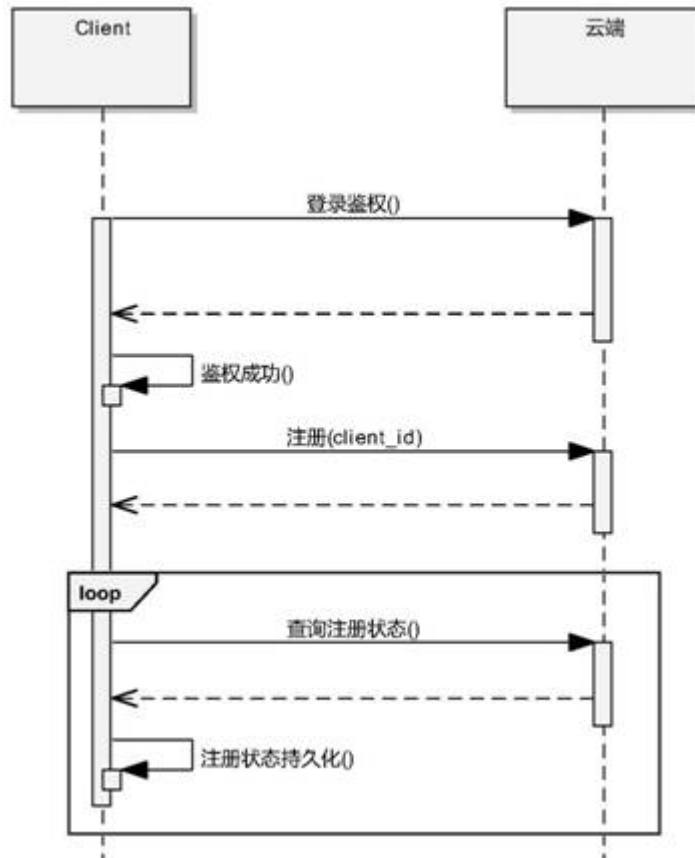 Client
云端
登录鉴权()
鉴权成功()
注册(client_id)
loop
查询注册状态()
注册状态持久化()